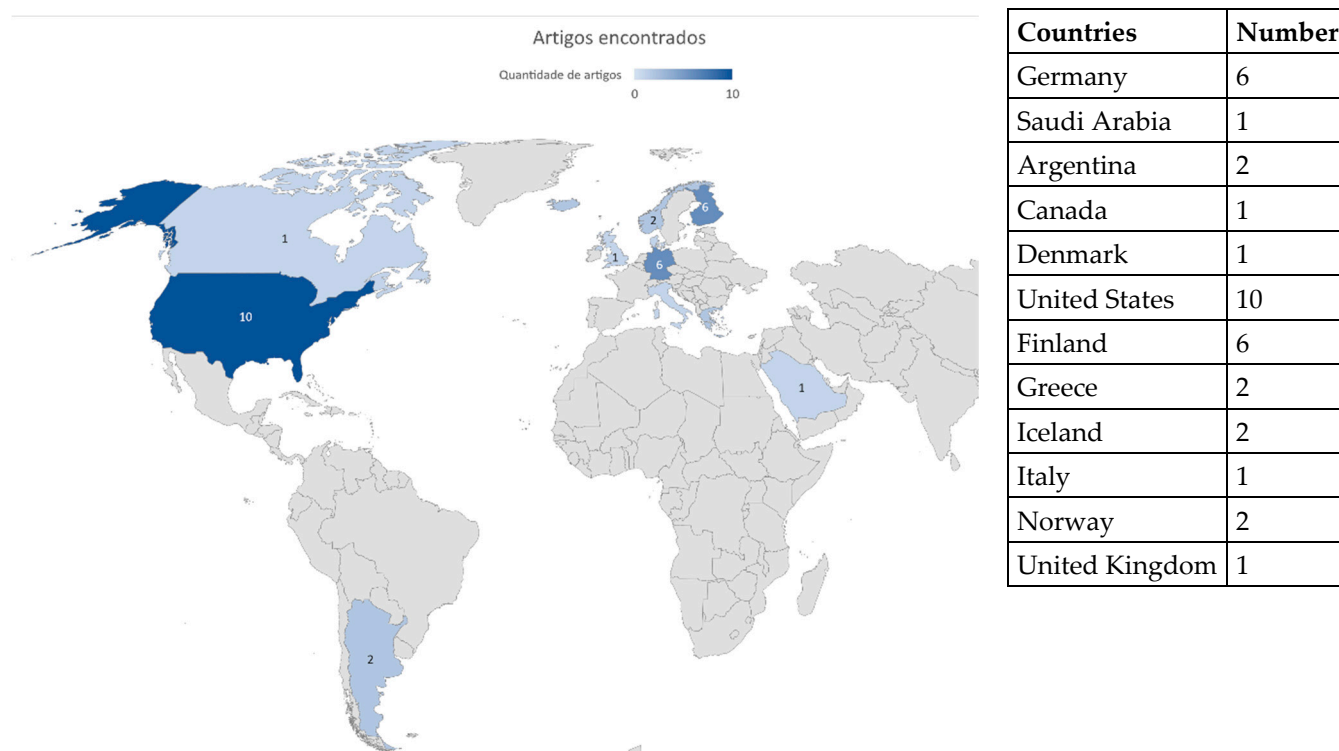 Artigos encontrados
Quantidade de artigos
0 10
1
10
2
6
1
6
1
2
Countries Number
Germany 6
Saudi Arabia 1
Argentina 2
Canada 1
Denmark 1
United States 10
Finland 6
Greece 2
Iceland 2
Italy 1
Norway 2
United Kingdom 1